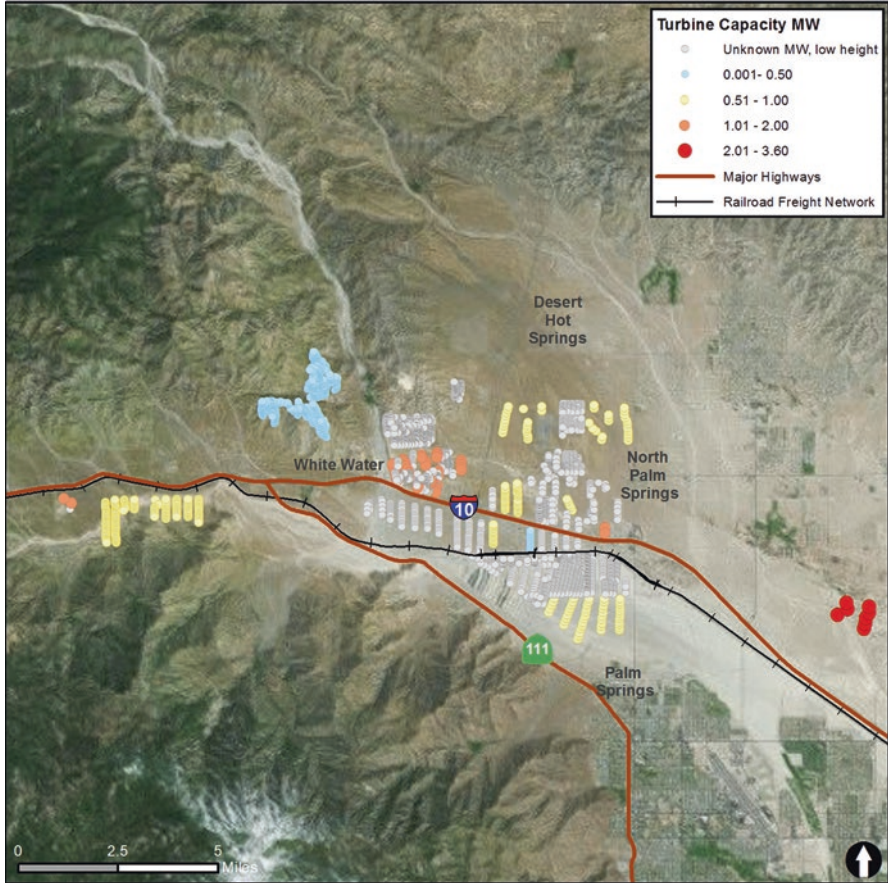 Turbine Capacity MW
Unknown MW, low height
0.001- 0.50
0.51 - 1.00
1.01 - 2.00
2.01 - 3.60
Major Highways
Railroad Freight Network
Desert
Hot
Springs
White Water
North
Palm
Springs
10
111
Palm
Springs
0 2.5 5
Miles